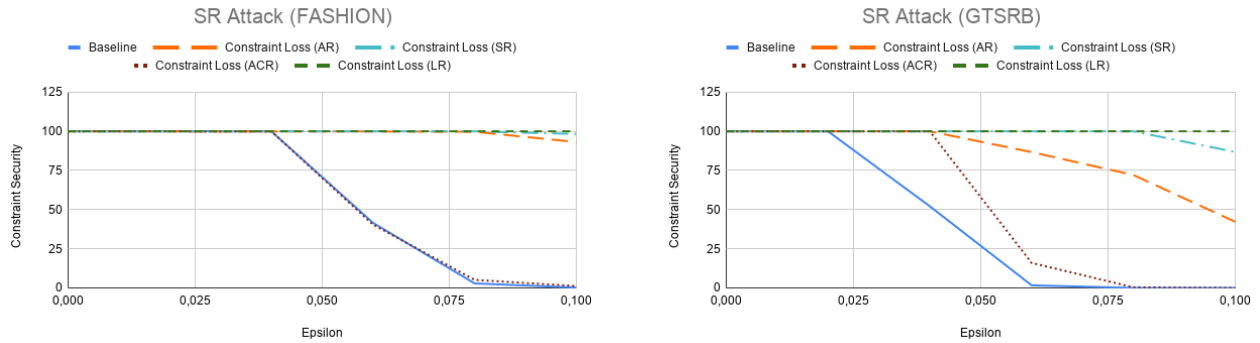 SR Attack (FASHION)
Baseline Constraint Loss (AR) Constraint Loss (SR)
Constraint Loss (ACR) Constraint Loss (LR)
125
100
75
50
25
0
0,000 0,025 0,050 0,075 0,100
Constraint Security
Epsilon
SR Attack (GTSRB)
Baseline Constraint Loss (AR) Constraint Loss (SR)
Constraint Loss (ACR) Constraint Loss (LR)
125
100
75
50
25
0
0,000 0,025 0,050 0,075 0,100
Constraint Security
Epsilon